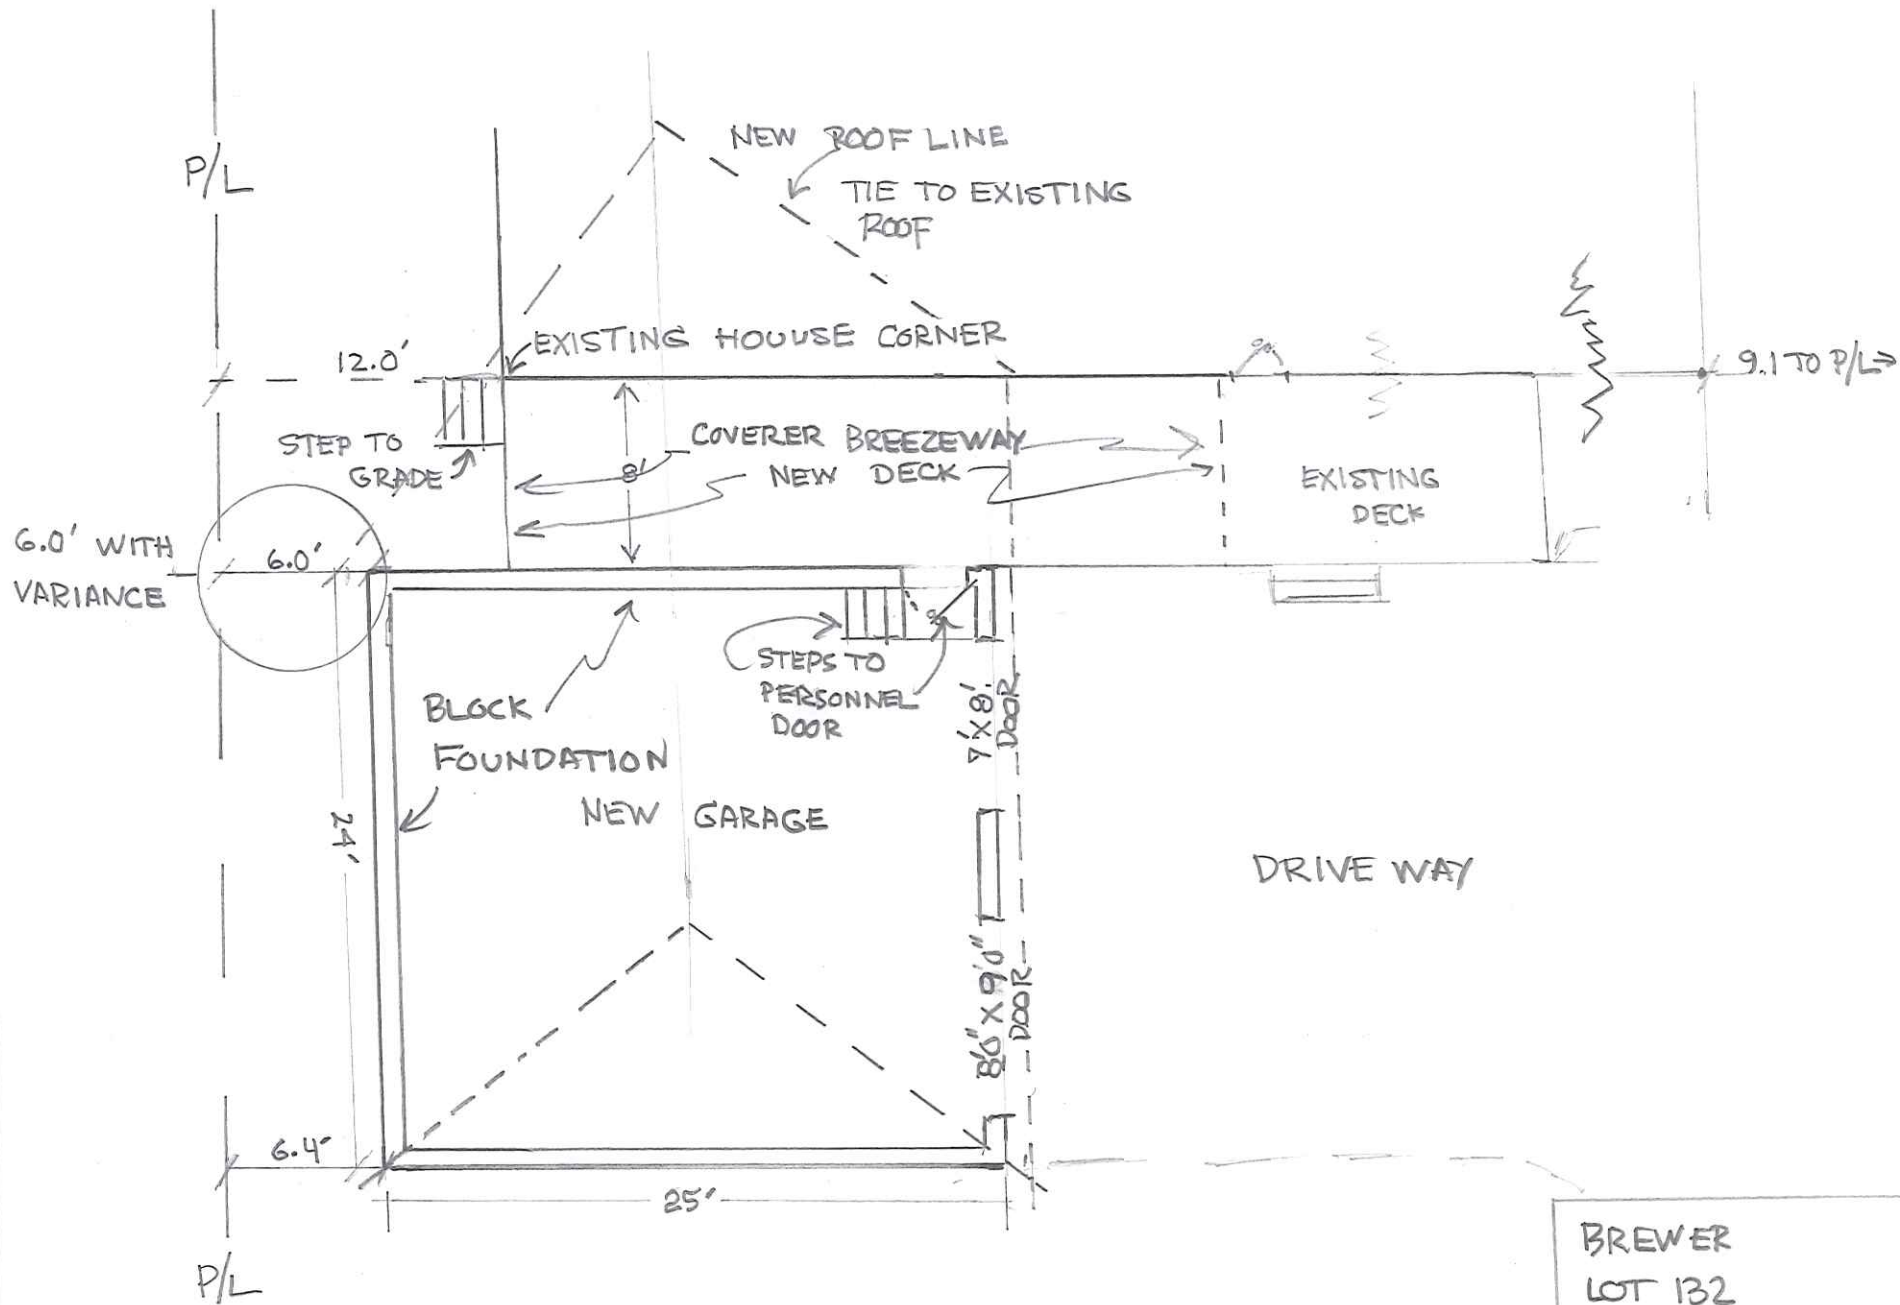 P/L
NEW ROOF LINE
TIE TO EXISTING
ROOF
EXISTING HOUUSE CORNER
12.0'
9.1 TO P/L
STEP TO
GRADE
8'
COVERER BREEZEWAY
NEW DECK
EXISTING
DECK
6.0' WITH
VARIANCE
6.0'
STEPS TO
PERSONNEL
DOOR
7'X8'
DOOR
BLOCK
FOUNDATION
NEW GARAGE
24'
DRIVE WAY
8'0" X 9'0"
DOOR
6.4'
25'
P/L
BREWER
LOT 132